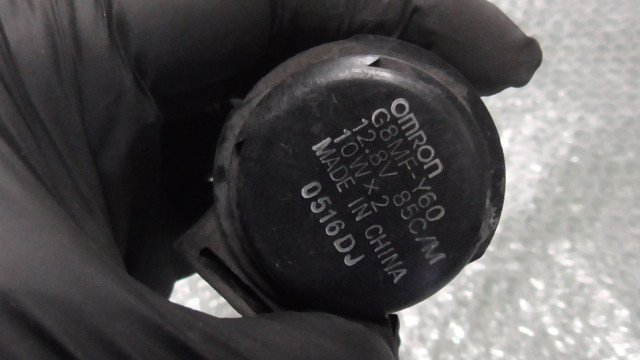 omron
G8MF-Y60
12.8V 85C/M
10W×2
MADE IN CHINA
0516DJ